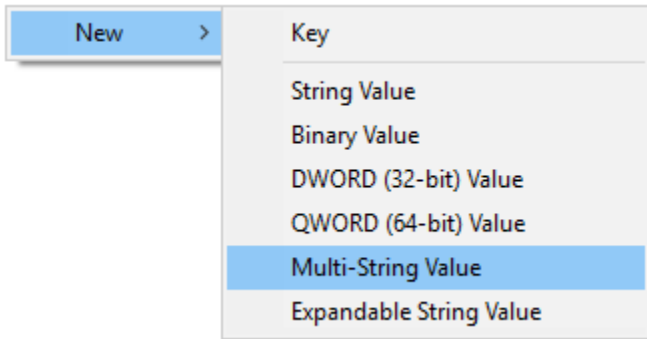 New
Key
String Value
Binary Value
DWORD (32-bit) Value
QWORD (64-bit) Value
Multi-String Value
Expandable String Value